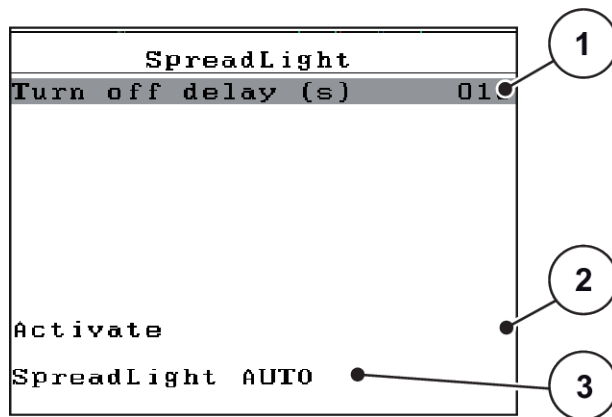 SpreadLight
Turn off delay (s)
1
2
Activate
SpreadLight AUTO
3